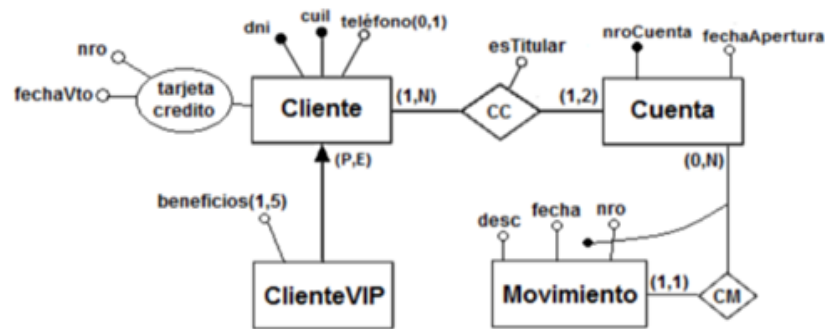 cuil
teléfono(0,1)
dni
nroCuenta
fechaApertura
esTitular
nro
fechaVto
tarjeta
credito
Cliente
(1,N)
CC
(1,2)
Cuenta
(P,E)
(0,N)
beneficios(1,5)
desc
fecha
nro
ClienteVIP
Movimiento
(1,1)
CM